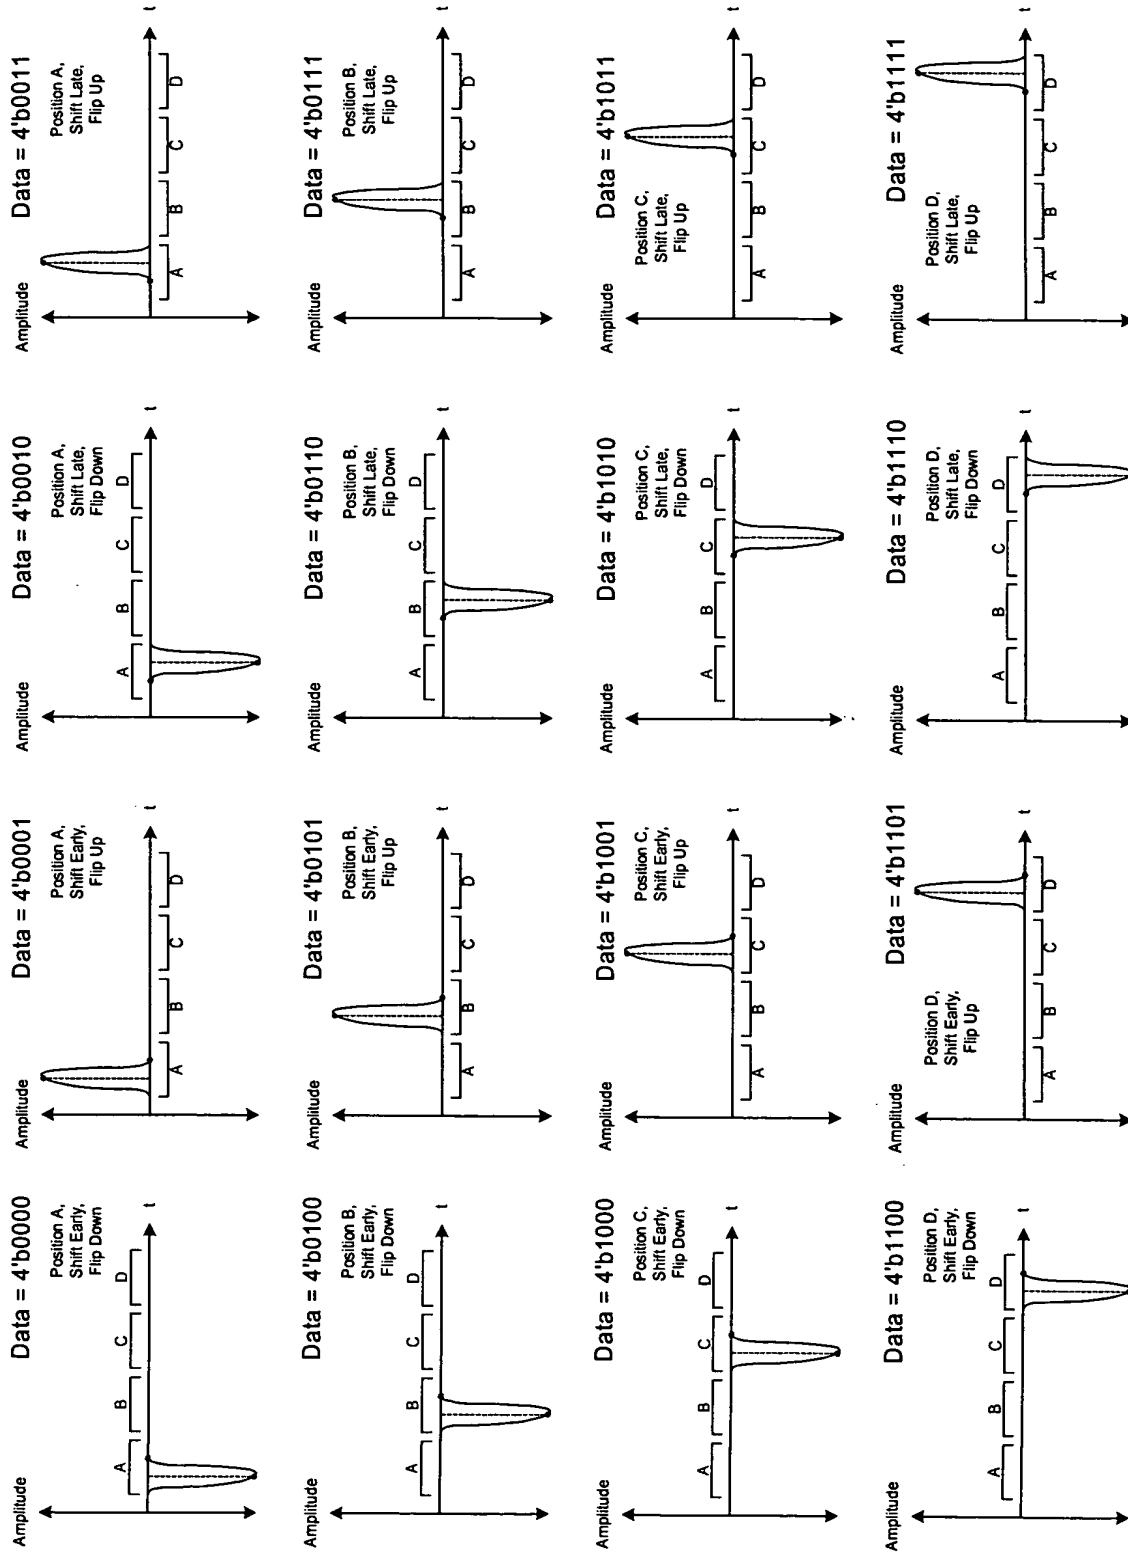 Data = 4'b0000
Amplitude
Position A,
Shift Early,
Flip Down
A B C D
t
Data = 4'b0001
Amplitude
Position A,
Shift Early,
Flip Up
t
A B C D
Data = 4'b0010
Amplitude
Position A,
Shift Late,
Flip Down
A B C D
t
Data = 4'b0011
Amplitude
Position A,
Shift Late,
Flip Up
t
A B C D
Data = 4'b0100
Amplitude
Position B,
Shift Early,
Flip Down
A B C D
t
Data = 4'b0101
Amplitude
Position B,
Shift Early,
Flip Up
t
A B C D
Data = 4'b0110
Amplitude
Position B,
Shift Late,
Flip Down
A B C D
t
Data = 4'b0111
Amplitude
Position B,
Shift Late,
Flip Up
t
A B C D
Data = 4'b1000
Amplitude
Position C,
Shift Early,
Flip Down
A B C D
t
Data = 4'b1001
Amplitude
Position C,
Shift Early,
Flip Up
t
A B C D
Data = 4'b1010
Amplitude
Position C,
Shift Late,
Flip Down
A B C D
t
Data = 4'b1011
Amplitude
Position C,
Shift Late,
Flip Up
t
A B C D
Data = 4'b1100
Amplitude
Position D,
Shift Early,
Flip Down
A B C D
t
Data = 4'b1101
Amplitude
Position D,
Shift Early,
Flip Up
t
A B C D
Data = 4'b1110
Amplitude
Position D,
Shift Late,
Flip Down
A B C D
t
Data = 4'b1111
Amplitude
Position D,
Shift Late,
Flip Up
t
A B C D